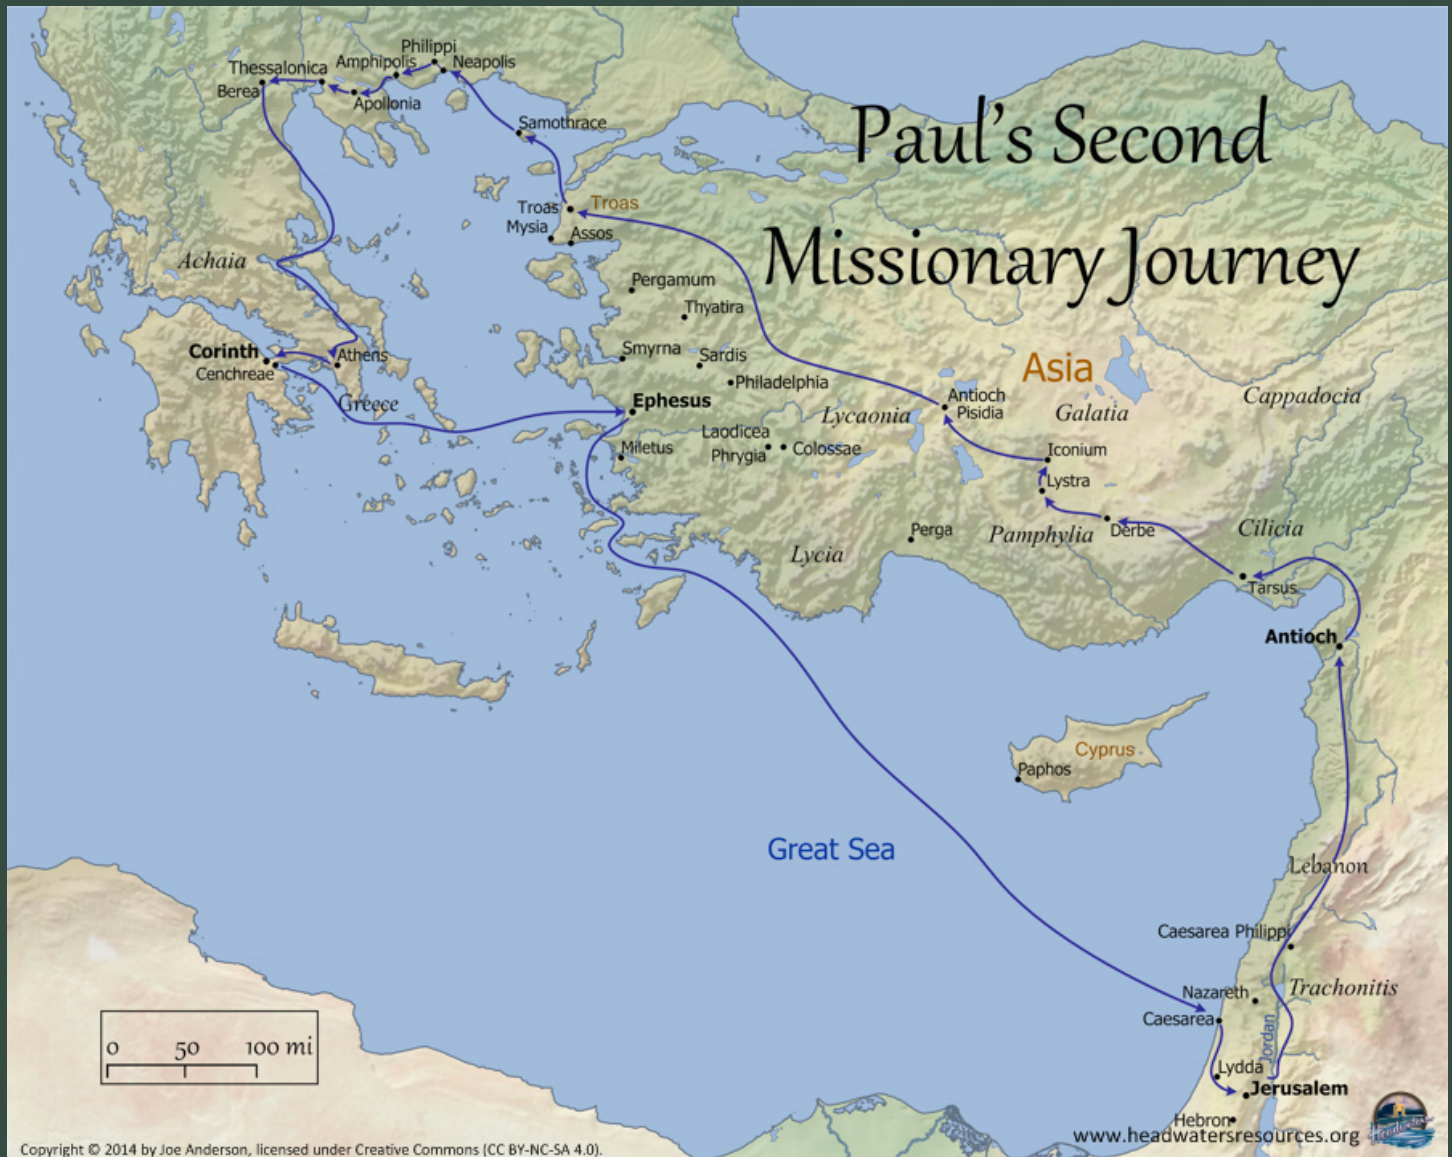 Paul's Second
Missionary Journey
Philippi
Neapolis
Amphipolis
Thessalonica
Berea
Apollonia
Samothrace
Troas
Troas
Mysia
Assos
Achaia
Pergamum
Thyatira
Smyrna
Sardis
Philadelphia
Corinth
Cenchreae
Athens
Greece
Ephesus
Asia
Cappadocia
Antioch
Pisidia
Galatia
Lycaonia
Laodicea
Phrygia
Colossae
Miletus
Iconium
Lystra
Derbe
Pamphylia
Cilicia
Perga
Lycia
Tarsus
Antioch
Cyprus
Paphos
Great Sea
Lebanon
Caesarea Philippi
Trachonitis
Nazareth
Caesarea
Jordan
Lydda
Jerusalem
Hebron
0 50 100 mi
www.headwatersresources.org
Headwaters
Copyright © 2014 by Joe Anderson, licensed under Creative Commons (CC BY-NC-SA 4.0).